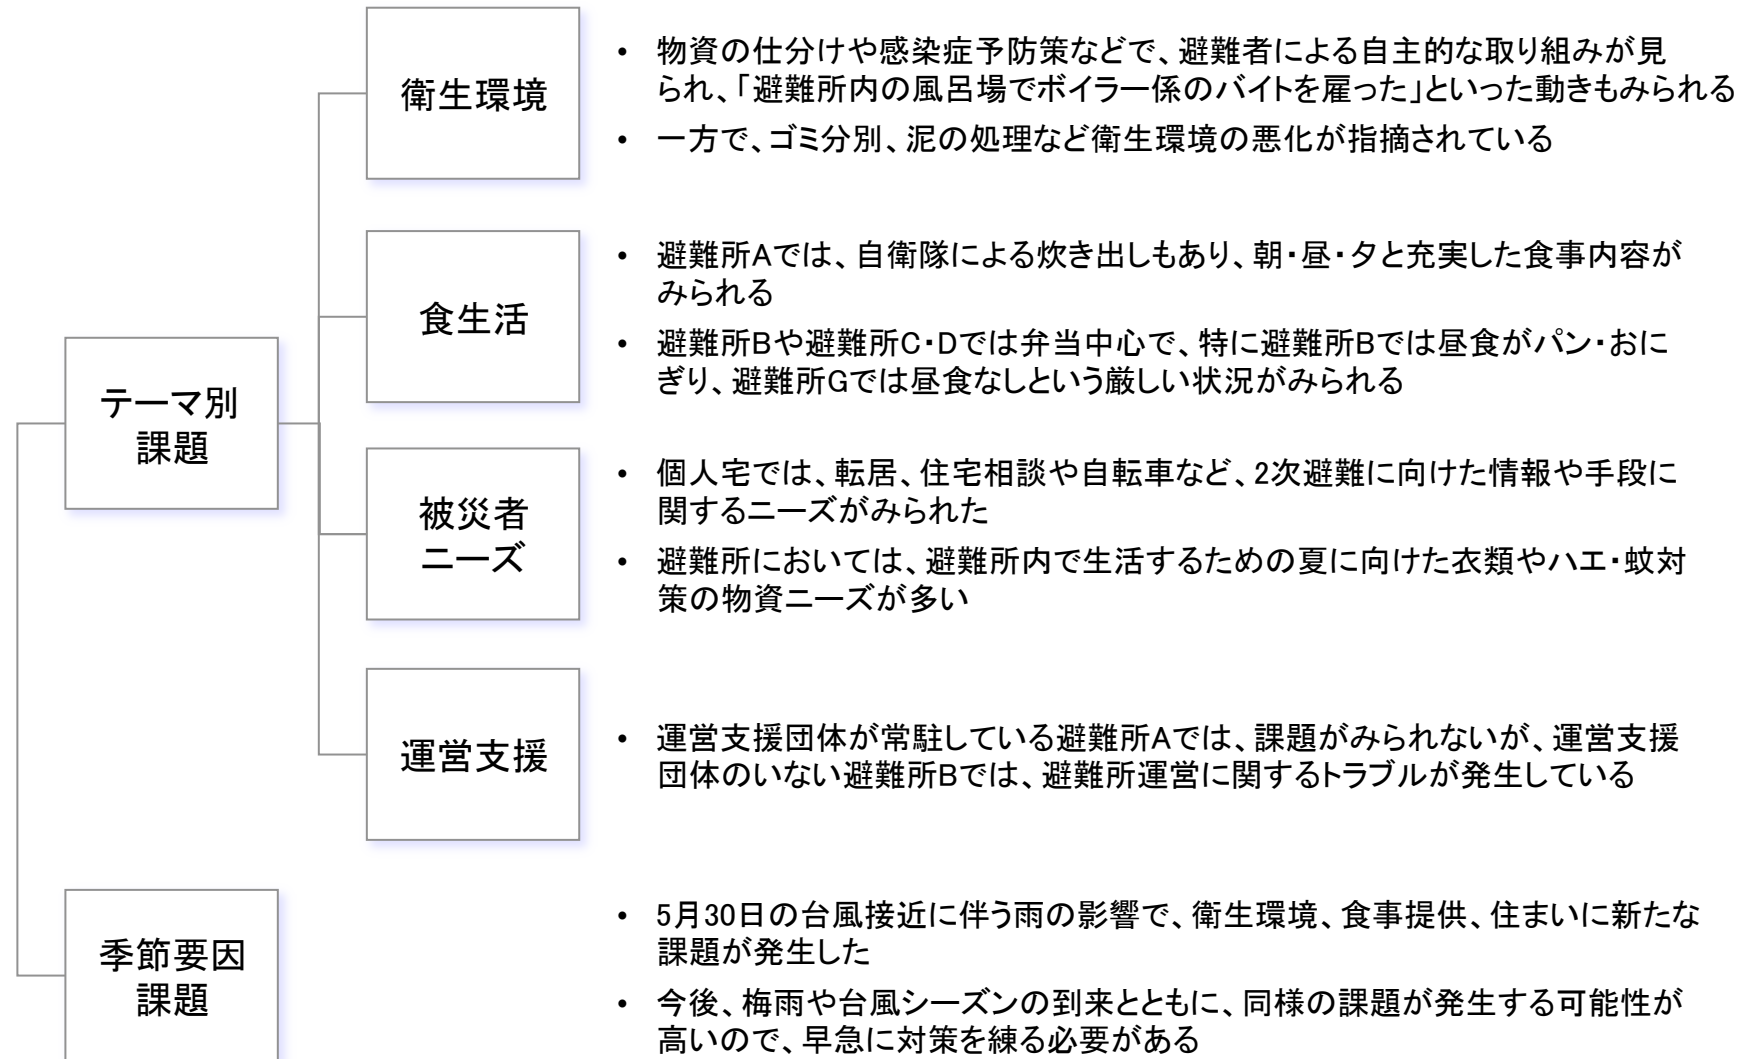 衛生環境
• 物資の仕分けや感染症予防策などで、避難者による自主的な取り組みが見
られ、「避難所内の風呂場でボイラー係のバイトを雇った」といった動きもみられる
• 一方で、ゴミ分別、泥の処理など衛生環境の悪化が指摘されている
食生活
• 避難所Aでは、自衛隊による炊き出しもあり、朝・昼・夕と充実した食事内容が
みられる
• 避難所Bや避難所C・Dでは弁当中心で、特に避難所Bでは昼食がパン・おに
ぎり、避難所Gでは昼食なしという厳しい状況がみられる
テーマ別
課題
被災者
ニーズ
• 個人宅では、転居、住宅相談や自転車など、2次避難に向けた情報や手段に
関するニーズがみられた
• 避難所においては、避難所内で生活するための夏に向けた衣類やハエ・蚊対
策の物資ニーズが多い
運営支援
• 運営支援団体が常駐している避難所Aでは、課題がみられないが、運営支援
団体のいない避難所Bでは、避難所運営に関するトラブルが発生している
季節要因
課題
• 5月30日の台風接近に伴う雨の影響で、衛生環境、食事提供、住まいに新たな
課題が発生した
• 今後、梅雨や台風シーズンの到来とともに、同様の課題が発生する可能性が
高いので、早急に対策を練る必要がある